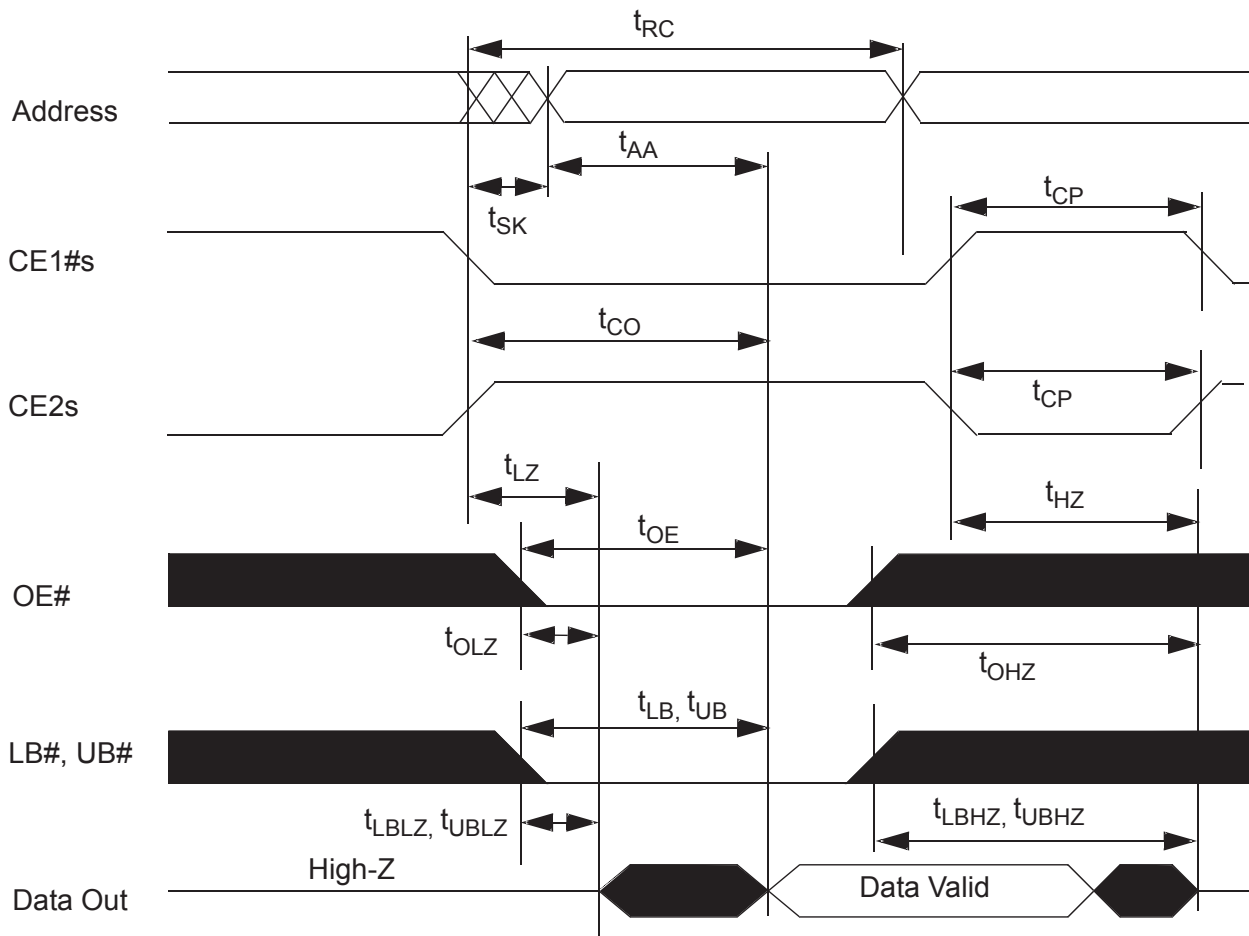 tRC
Address
tAA
tCP
tSK
CE1#s
tCO
tCP
CE2s
tLZ
tHZ
tOE
OE#
tOLZ
tOHZ
tLB, tUB
LB#, UB#
tLBLZ, tUBLZ
tLBHZ, tUBHZ
High-Z
Data Valid
Data Out